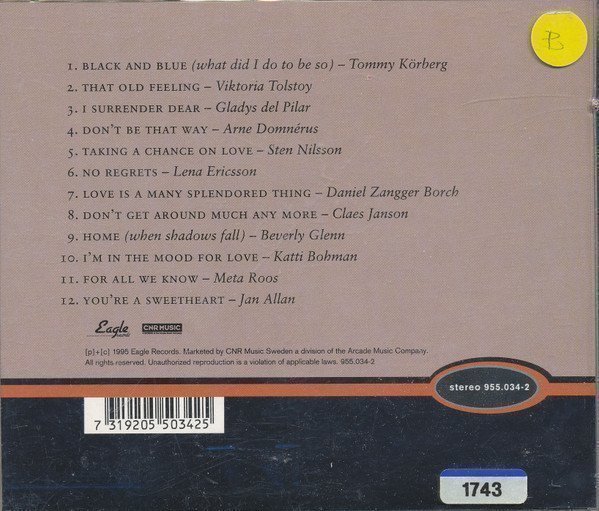 B
1. BLACK AND BLUE (what did I do to be so) – Tommy Körberg
2. THAT OLD FEELING – Viktoria Tolstoy
3. I SURRENDER DEAR – Gladys del Pilar
4. DON'T BE THAT WAY – Arne Domnérus
5. TAKING A CHANCE ON LOVE – Sten Nilsson
6. NO REGRETS – Lena Ericsson
7. LOVE IS A MANY SPLENDORED THING – Daniel Zangger Borch
8. DON'T GET AROUND MUCH ANY MORE – Claes Janson
9. HOME (when shadows fall) – Beverly Glenn
10. I'M IN THE MOOD FOR LOVE – Katti Bohman
11. FOR ALL WE KNOW – Meta Roos
12. YOU'RE A SWEETHEART – Jan Allan
Eagle Records CNR MUSIC
[p]+[c] 1995 Eagle Records. Marketed by CNR Music Sweden a division of the Arcade Music Company.
All rights reserved. Unauthorized reproduction is a violation of applicable laws. 955.034-2
stereo 955.034-2
7 319205 503425
1743